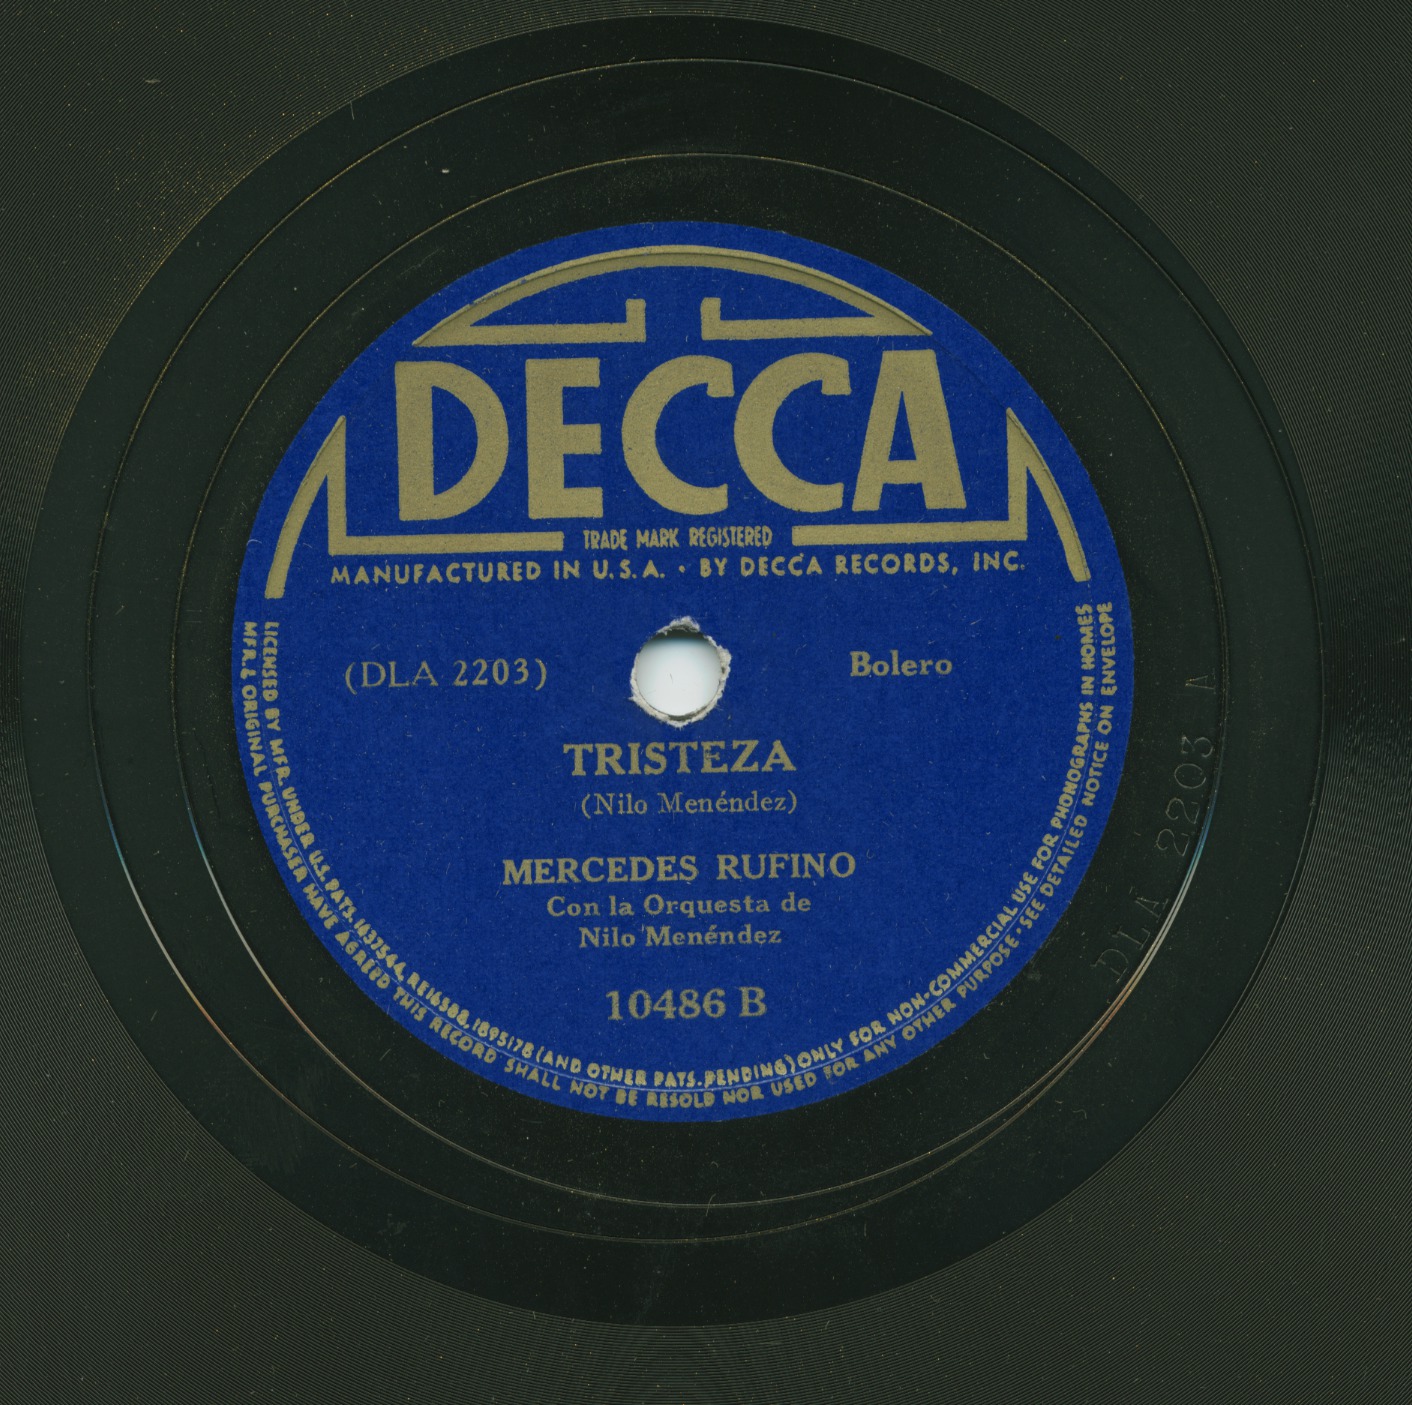 DECCA
TRADE MARK REGISTERED
MANUFACTURED IN U.S.A. · BY DECCA RECORDS, INC.
(DLA 2203)
Bolero
TRISTEZA
(Nilo Menéndez)
MERCEDES RUFINO
Con la Orquesta de
Nilo Menéndez
10486 B
LICENSED BY MFR. UNDER U.S. PATS. 1637544, RE16588, 1895178 (AND OTHER PATS. PENDING) ONLY FOR NON-COMMERCIAL USE FOR PHONOGRAPHS IN HOMES
MFR. & ORIGINAL PURCHASER HAVE AGREED THIS RECORD SHALL NOT BE RESOLD NOR USED FOR ANY OTHER PURPOSE · SEE DETAILED NOTICE ON ENVELOPE
DLA 2203 A